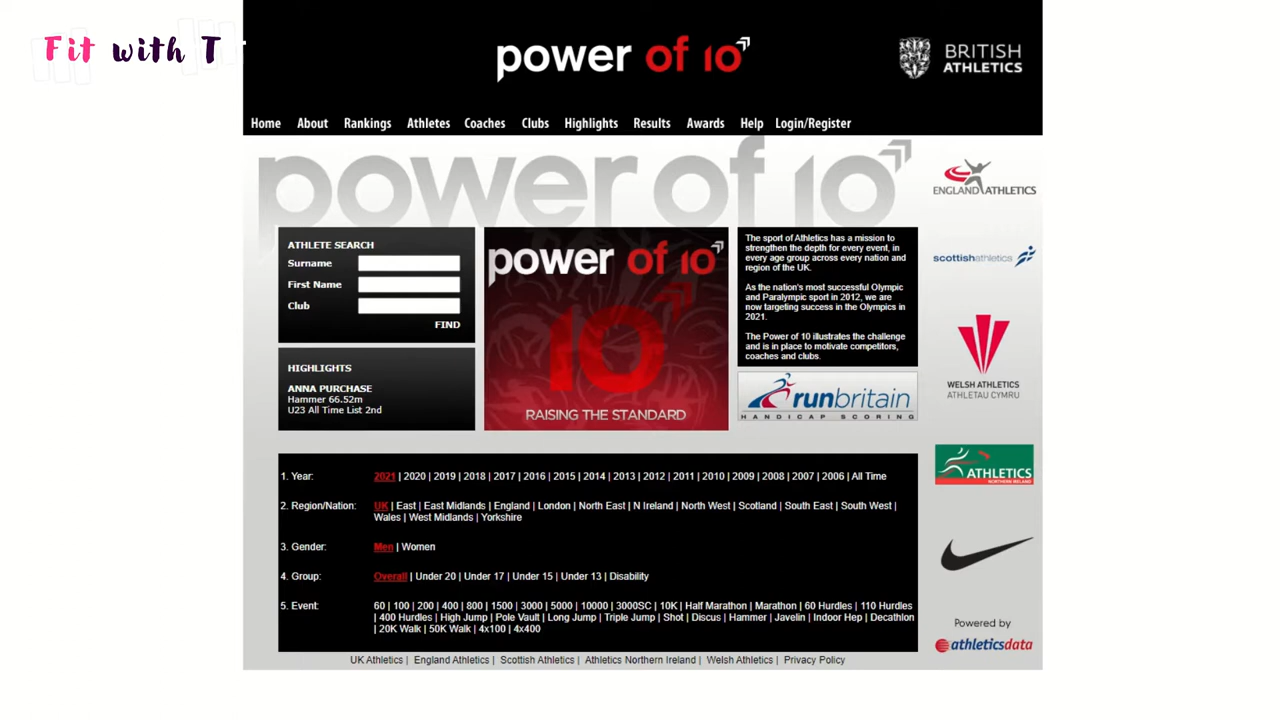 Fit with T
power of 10
BRITISH
ATHLETICS
Home About Rankings Athletes Coaches Clubs Highlights Results Awards Help Login/Register
power of 10
ENGLAND ATHLETICS
ATHLETE SEARCH
Surname
First Name
Club
FIND
HIGHLIGHTS
ANNA PURCHASE
Hammer 66.52m
U23 All Time List 2nd
power of 10
10
RAISING THE STANDARD
The sport of Athletics has a mission to
strengthen the depth for every event, in
every age group across every nation and
region of the UK.
As the nation's most successful Olympic
and Paralympic sport in 2012, we are
now targeting success in the Olympics in
2021.
The Power of 10 illustrates the challenge
and is in place to motivate competitors,
coaches and clubs.
runbritain
HANDICAP SCORING
scottishathletics
WELSH ATHLETICS
ATHLETAU CYMRU
ATHLETICS
NORTHERN IRELAND
1. Year: 2021 | 2020 | 2019 | 2018 | 2017 | 2016 | 2015 | 2014 | 2013 | 2012 | 2011 | 2010 | 2009 | 2008 | 2007 | 2006 | All Time
2. Region/Nation: UK | East | East Midlands | England | London | North East | N Ireland | North West | Scotland | South East | South West |
Wales | West Midlands | Yorkshire
3. Gender: Men | Women
4. Group: Overall | Under 20 | Under 17 | Under 15 | Under 13 | Disability
5. Event: 60 | 100 | 200 | 400 | 800 | 1500 | 3000 | 5000 | 10000 | 3000SC | 10K | Half Marathon | Marathon | 60 Hurdles | 110 Hurdles
| 400 Hurdles | High Jump | Pole Vault | Long Jump | Triple Jump | Shot | Discus | Hammer | Javelin | Indoor Hep | Decathlon
| 20K Walk | 50K Walk | 4x100 | 4x400
Powered by
athleticsdata
UK Athletics | England Athletics | Scottish Athletics | Athletics Northern Ireland | Welsh Athletics | Privacy Policy